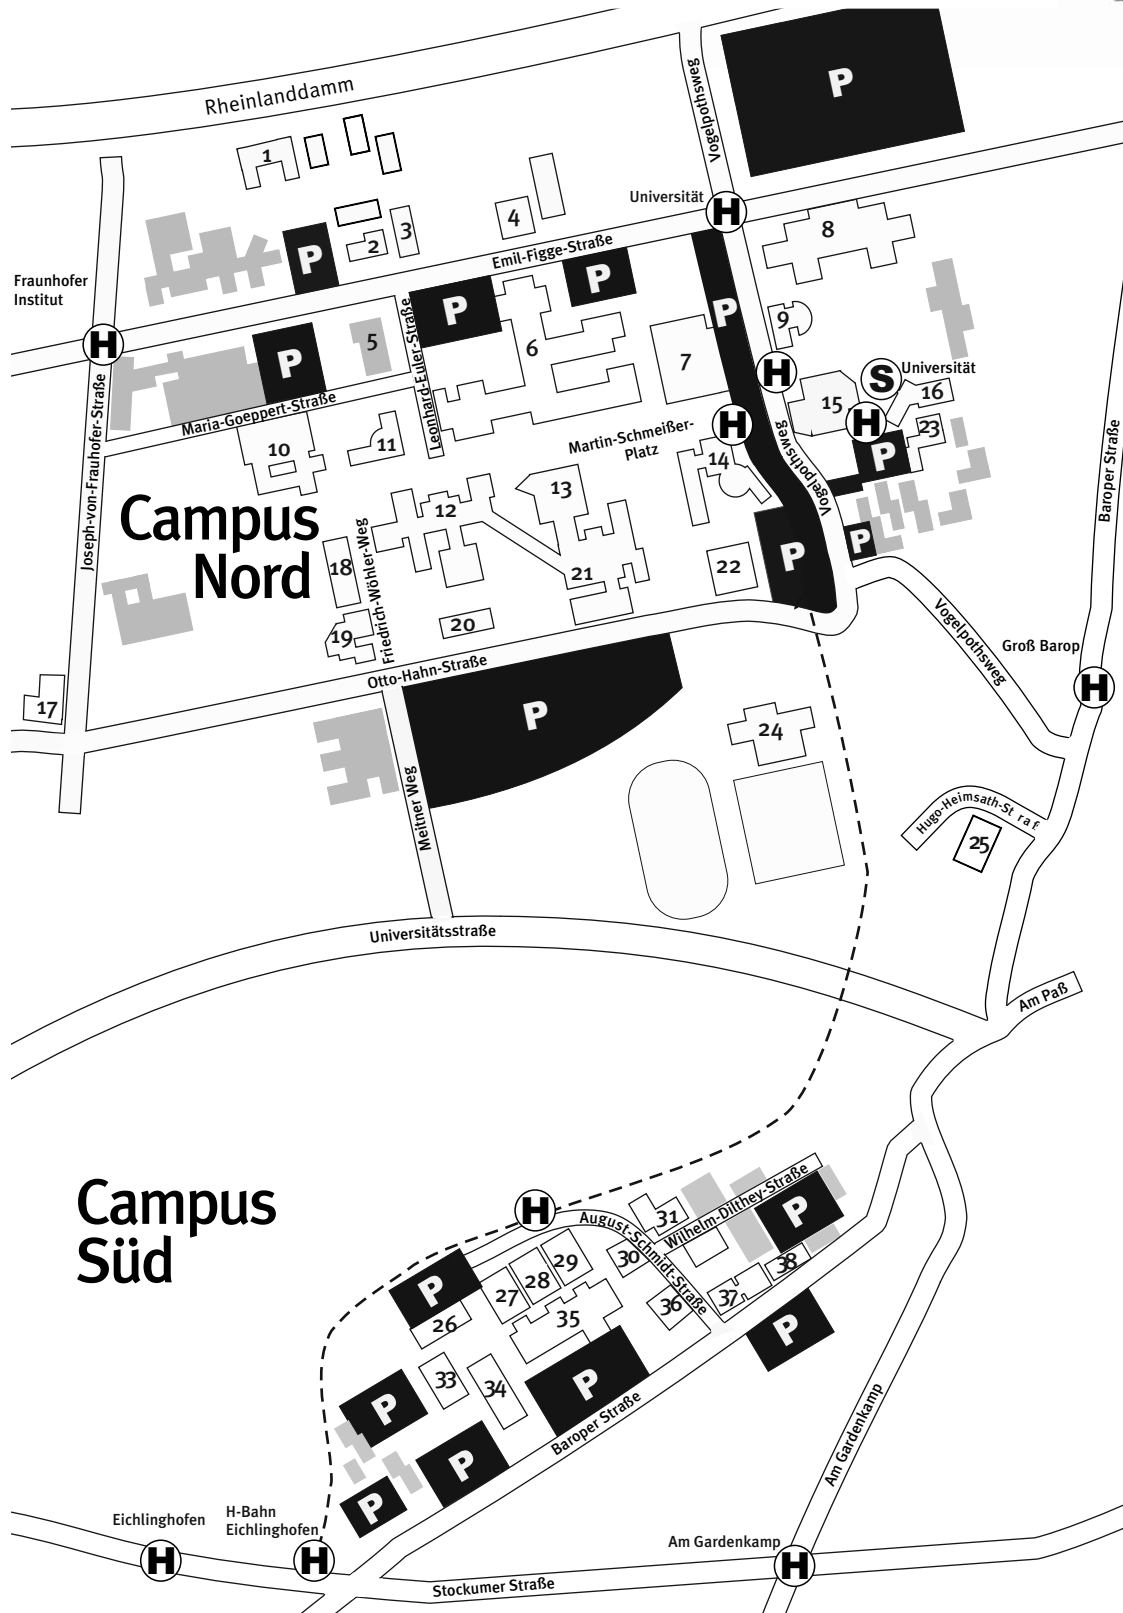 Rheinlanddamm
Vogelpothsweg
P
1
Universität
H
4
3
2
8
P
Emil-Figge-Straße
Fraunhofer
Institut
P
P
P
9
H
5
H
6
7
P
Leonhard-Euler-Straße
S
Universität
16
15
H
23
P
Maria-Goeppert-Straße
10
11
Martin-Schmeißer-
Platz
H
14
Vogelpothsweg
Joseph-von-Frauhofer-Straße
Baroper Straße
Campus
Nord
12
13
P
P
18
Friedrich-Wöhler-Weg
21
22
19
20
Vogelpothsweg
Groß Barop
H
Otto-Hahn-Straße
17
P
24
Meitner Weg
Hugo-Heimsath-St raf
25
Universitätsstraße
Am Paß
Campus
Süd
H
31
Wilhelm-Dilthey-Straße
P
August-Schmidt-Straße
30
29
28
27
P
26
38
37
36
35
P
33
34
P
P
Baroper Straße
P
P
Am Gardenkamp
Eichlinghofen
H
H-Bahn
Eichlinghofen
H
Am Gardenkamp
H
Stockumer Straße